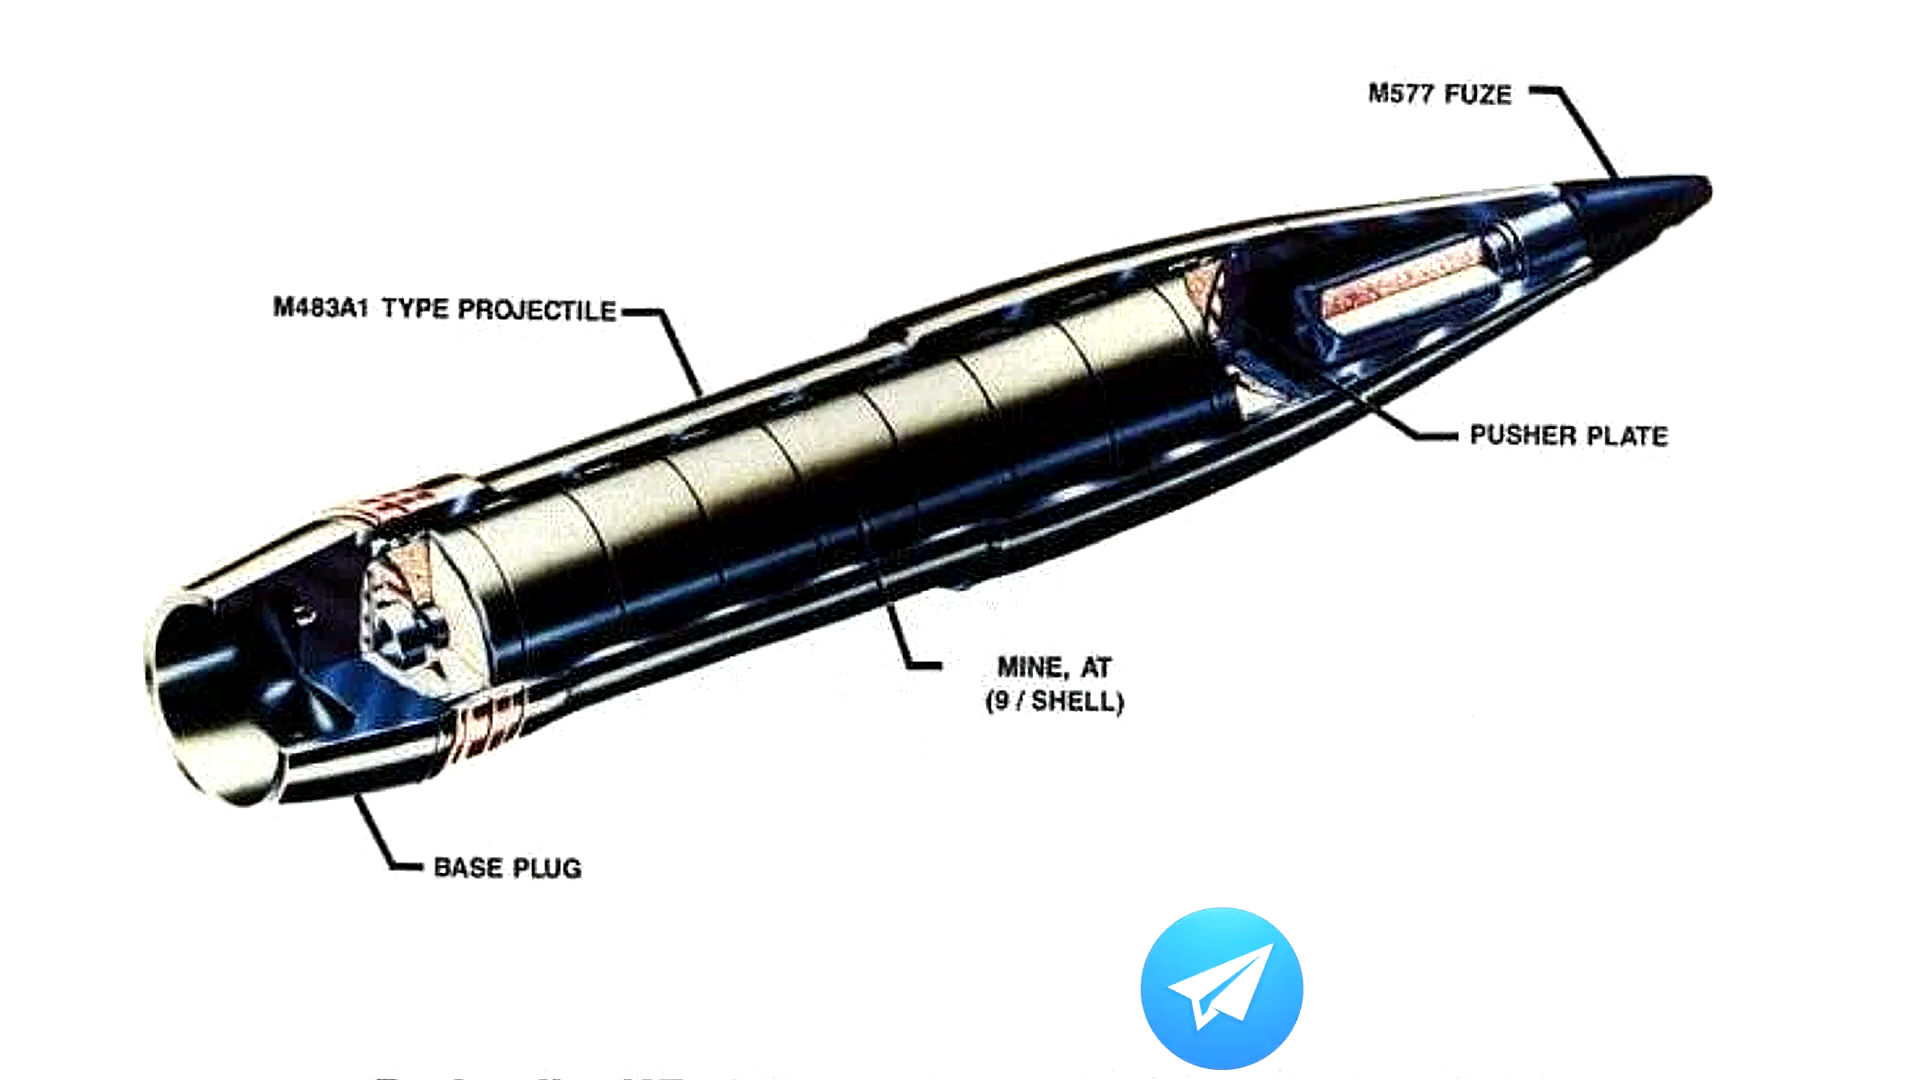 M577 FUZE
M483A1 TYPE PROJECTILE
PUSHER PLATE
MINE, AT
(9 / SHELL)
BASE PLUG